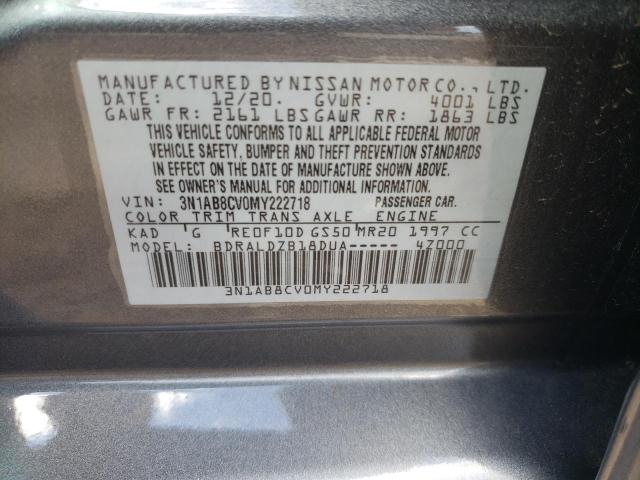 MANUFACTURED BY NISSAN MOTOR CO., LTD.
DATE: 12/20. GVWR: 4001 LBS
GAWR FR: 2161 LBS GAWR RR: 1863 LBS
THIS VEHICLE CONFORMS TO ALL APPLICABLE FEDERAL MOTOR
VEHICLE SAFETY, BUMPER AND THEFT PREVENTION STANDARDS
IN EFFECT ON THE DATE OF MANUFACTURE SHOWN ABOVE.
SEE OWNER'S MANUAL FOR ADDITIONAL INFORMATION.
VIN: 3N1AB8CV0MY222718 PASSENGER CAR.
COLOR TRIM TRANS AXLE ENGINE
KAD G RE0F10D GS50 MR20 1997 CC
MODEL: BDRALDZB18DUA----- 4Z000
3N1AB8CV0MY222718